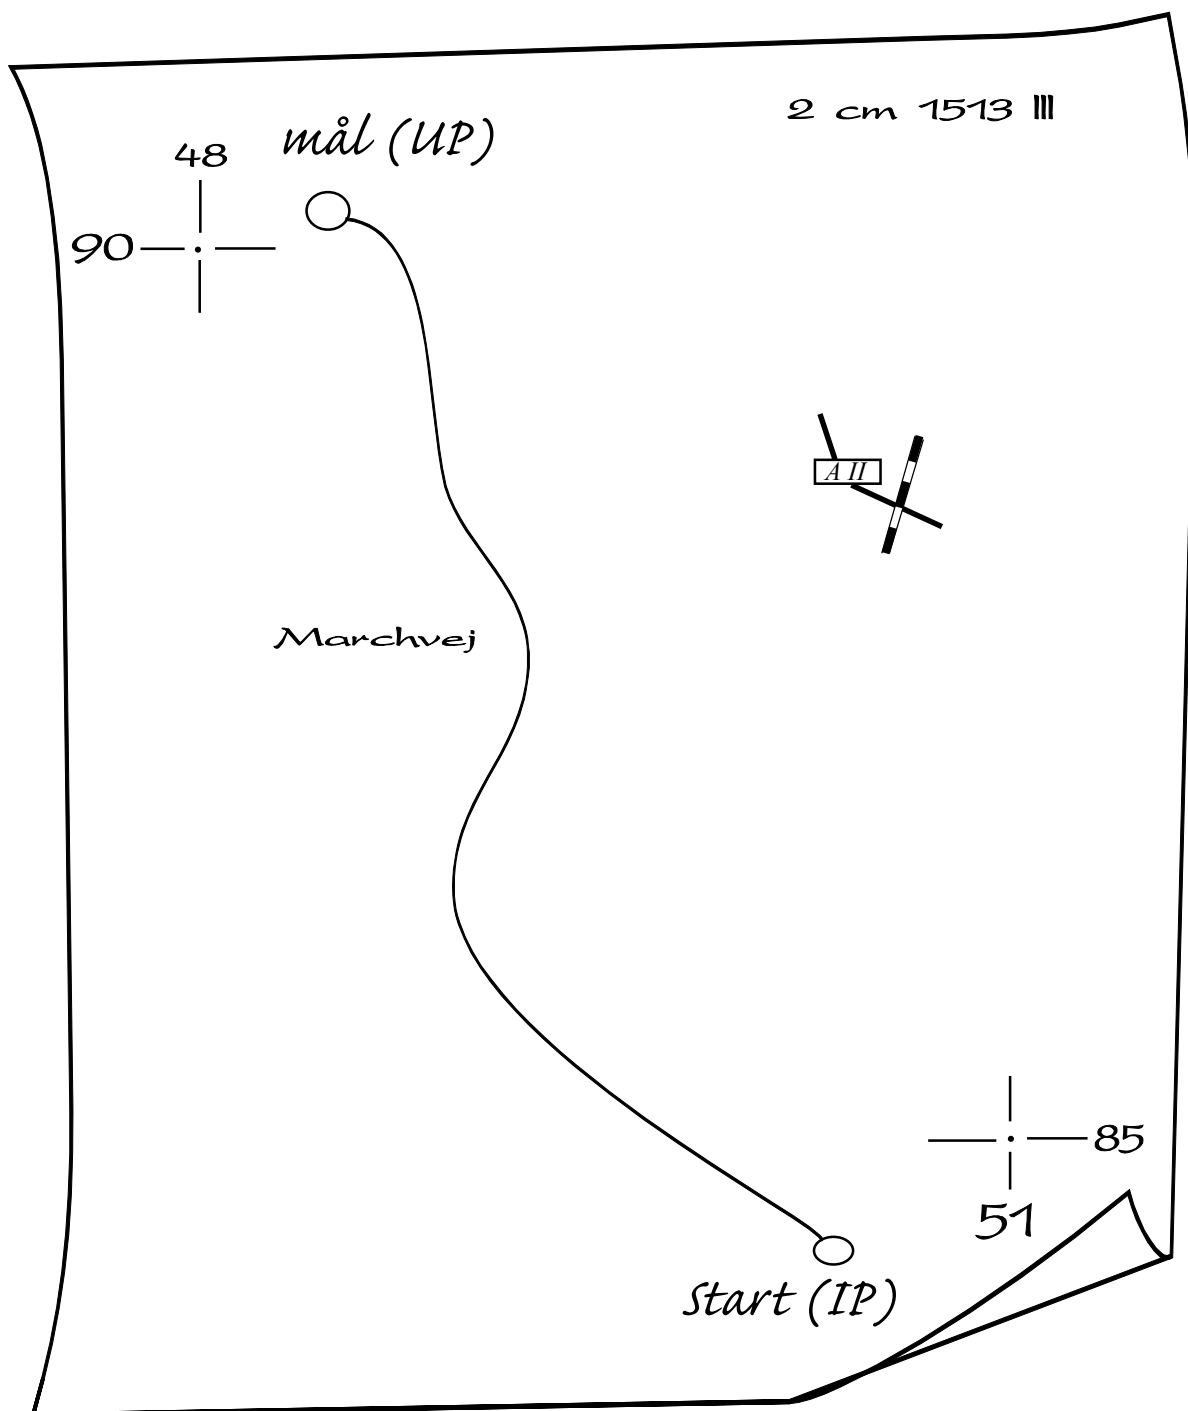 2 cm 1513 III
mål (UP)
48
90
A II
Marchvej
85
51
Start (IP)